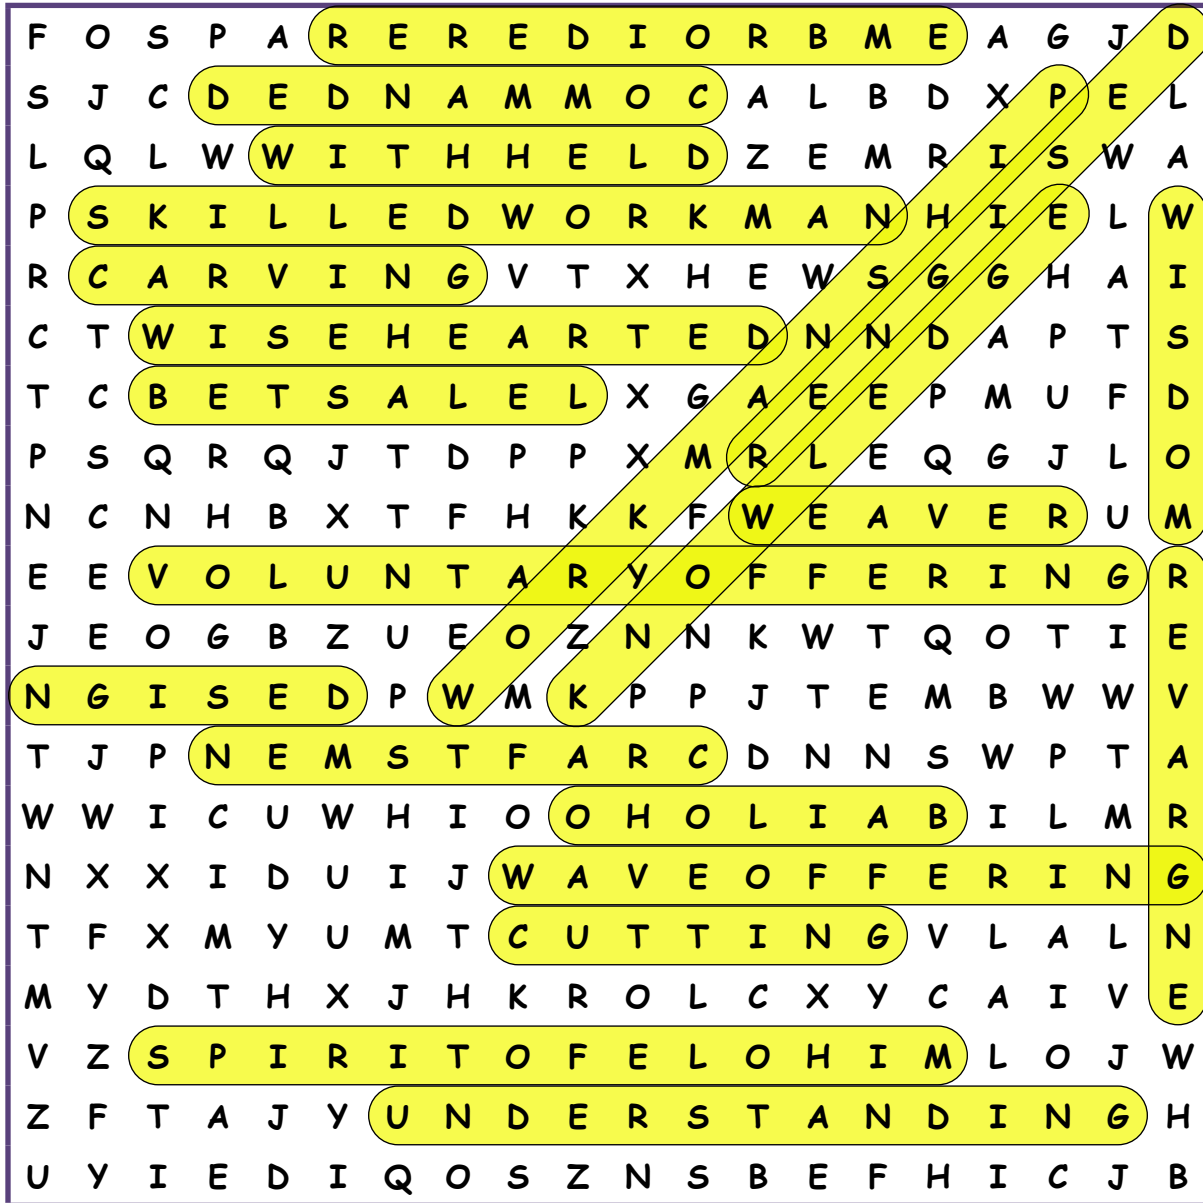 F O S P A R E R E D I O R B M E A G J D
S J C D E D N A M M O C A L B D X P E L
L Q L W W I T H H E L D Z E M R I S W A
P S K I L L E D W O R K M A N H I E L W
R C A R V I N G V T X H E W S G G H A I
C T W I S E H E A R T E D N N D A P T S
T C B E T S A L E L X G A E E P M U F D
P S Q R Q J T D P P X M R L E Q G J L O
N C N H B X T F H K K F W E A V E R U M
E E V O L U N T A R Y O F F E R I N G R
J E O G B Z U E O Z N N K W T Q O T I E
N G I S E D P W M K P P J T E M B W W V
T J P N E M S T F A R C D N N S W P T A
W W I C U W H I O O H O L I A B I L M R
N X X I D U I J W A V E O F F E R I N G
T F X M Y U M T C U T T I N G V L A L N
M Y D T H X J H K R O L C X Y C A I V E
V Z S P I R I T O F E L O H I M L O J W
Z F T A J Y U N D E R S T A N D I N G H
U Y I E D I Q O S Z N S B E F H I C J B